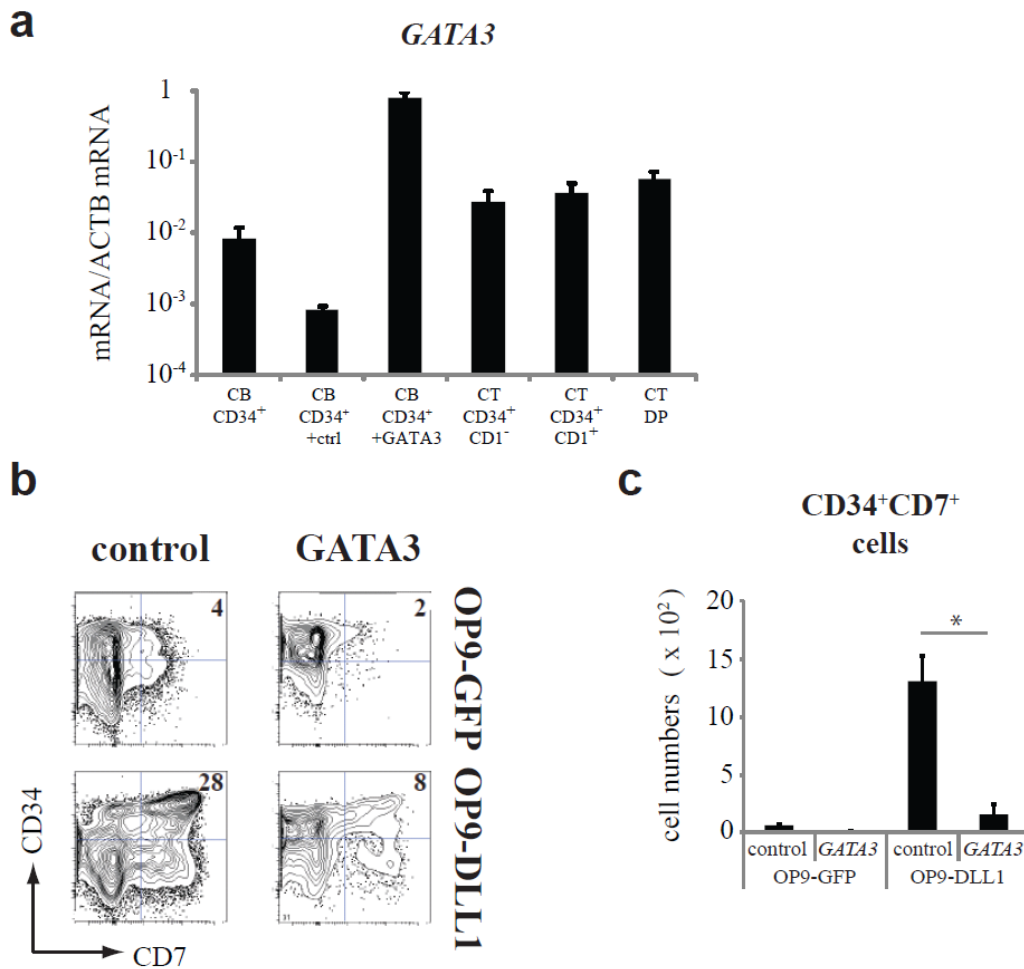 a
GATA3
mRNA/ACTB mRNA
1
10⁻¹
10⁻²
10⁻³
10⁻⁴
CB
CD34⁺
CB
CD34⁺
+ctrl
CB
CD34⁺
+GATA3
CT
CD34⁺
CD1⁻
CT
CD34⁺
CD1⁺
CT
DP
b
control
GATA3
4
2
OP9-GFP
28
8
OP9-DLL1
11
CD34
CD7
c
CD34⁺CD7⁺
cells
cell numbers ( x 10²)
20
15
10
5
0
*
control
GATA3
control
GATA3
OP9-GFP
OP9-DLL1